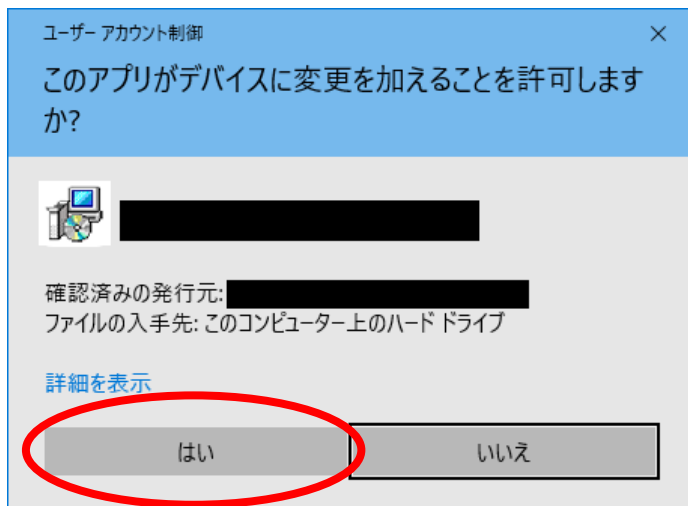 ユーザー アカウント制御
このアプリがデバイスに変更を加えることを許可します
か?
確認済みの発行元:
ファイルの入手先: このコンピューター上のハード ドライブ
詳細を表示
はい
いいえ